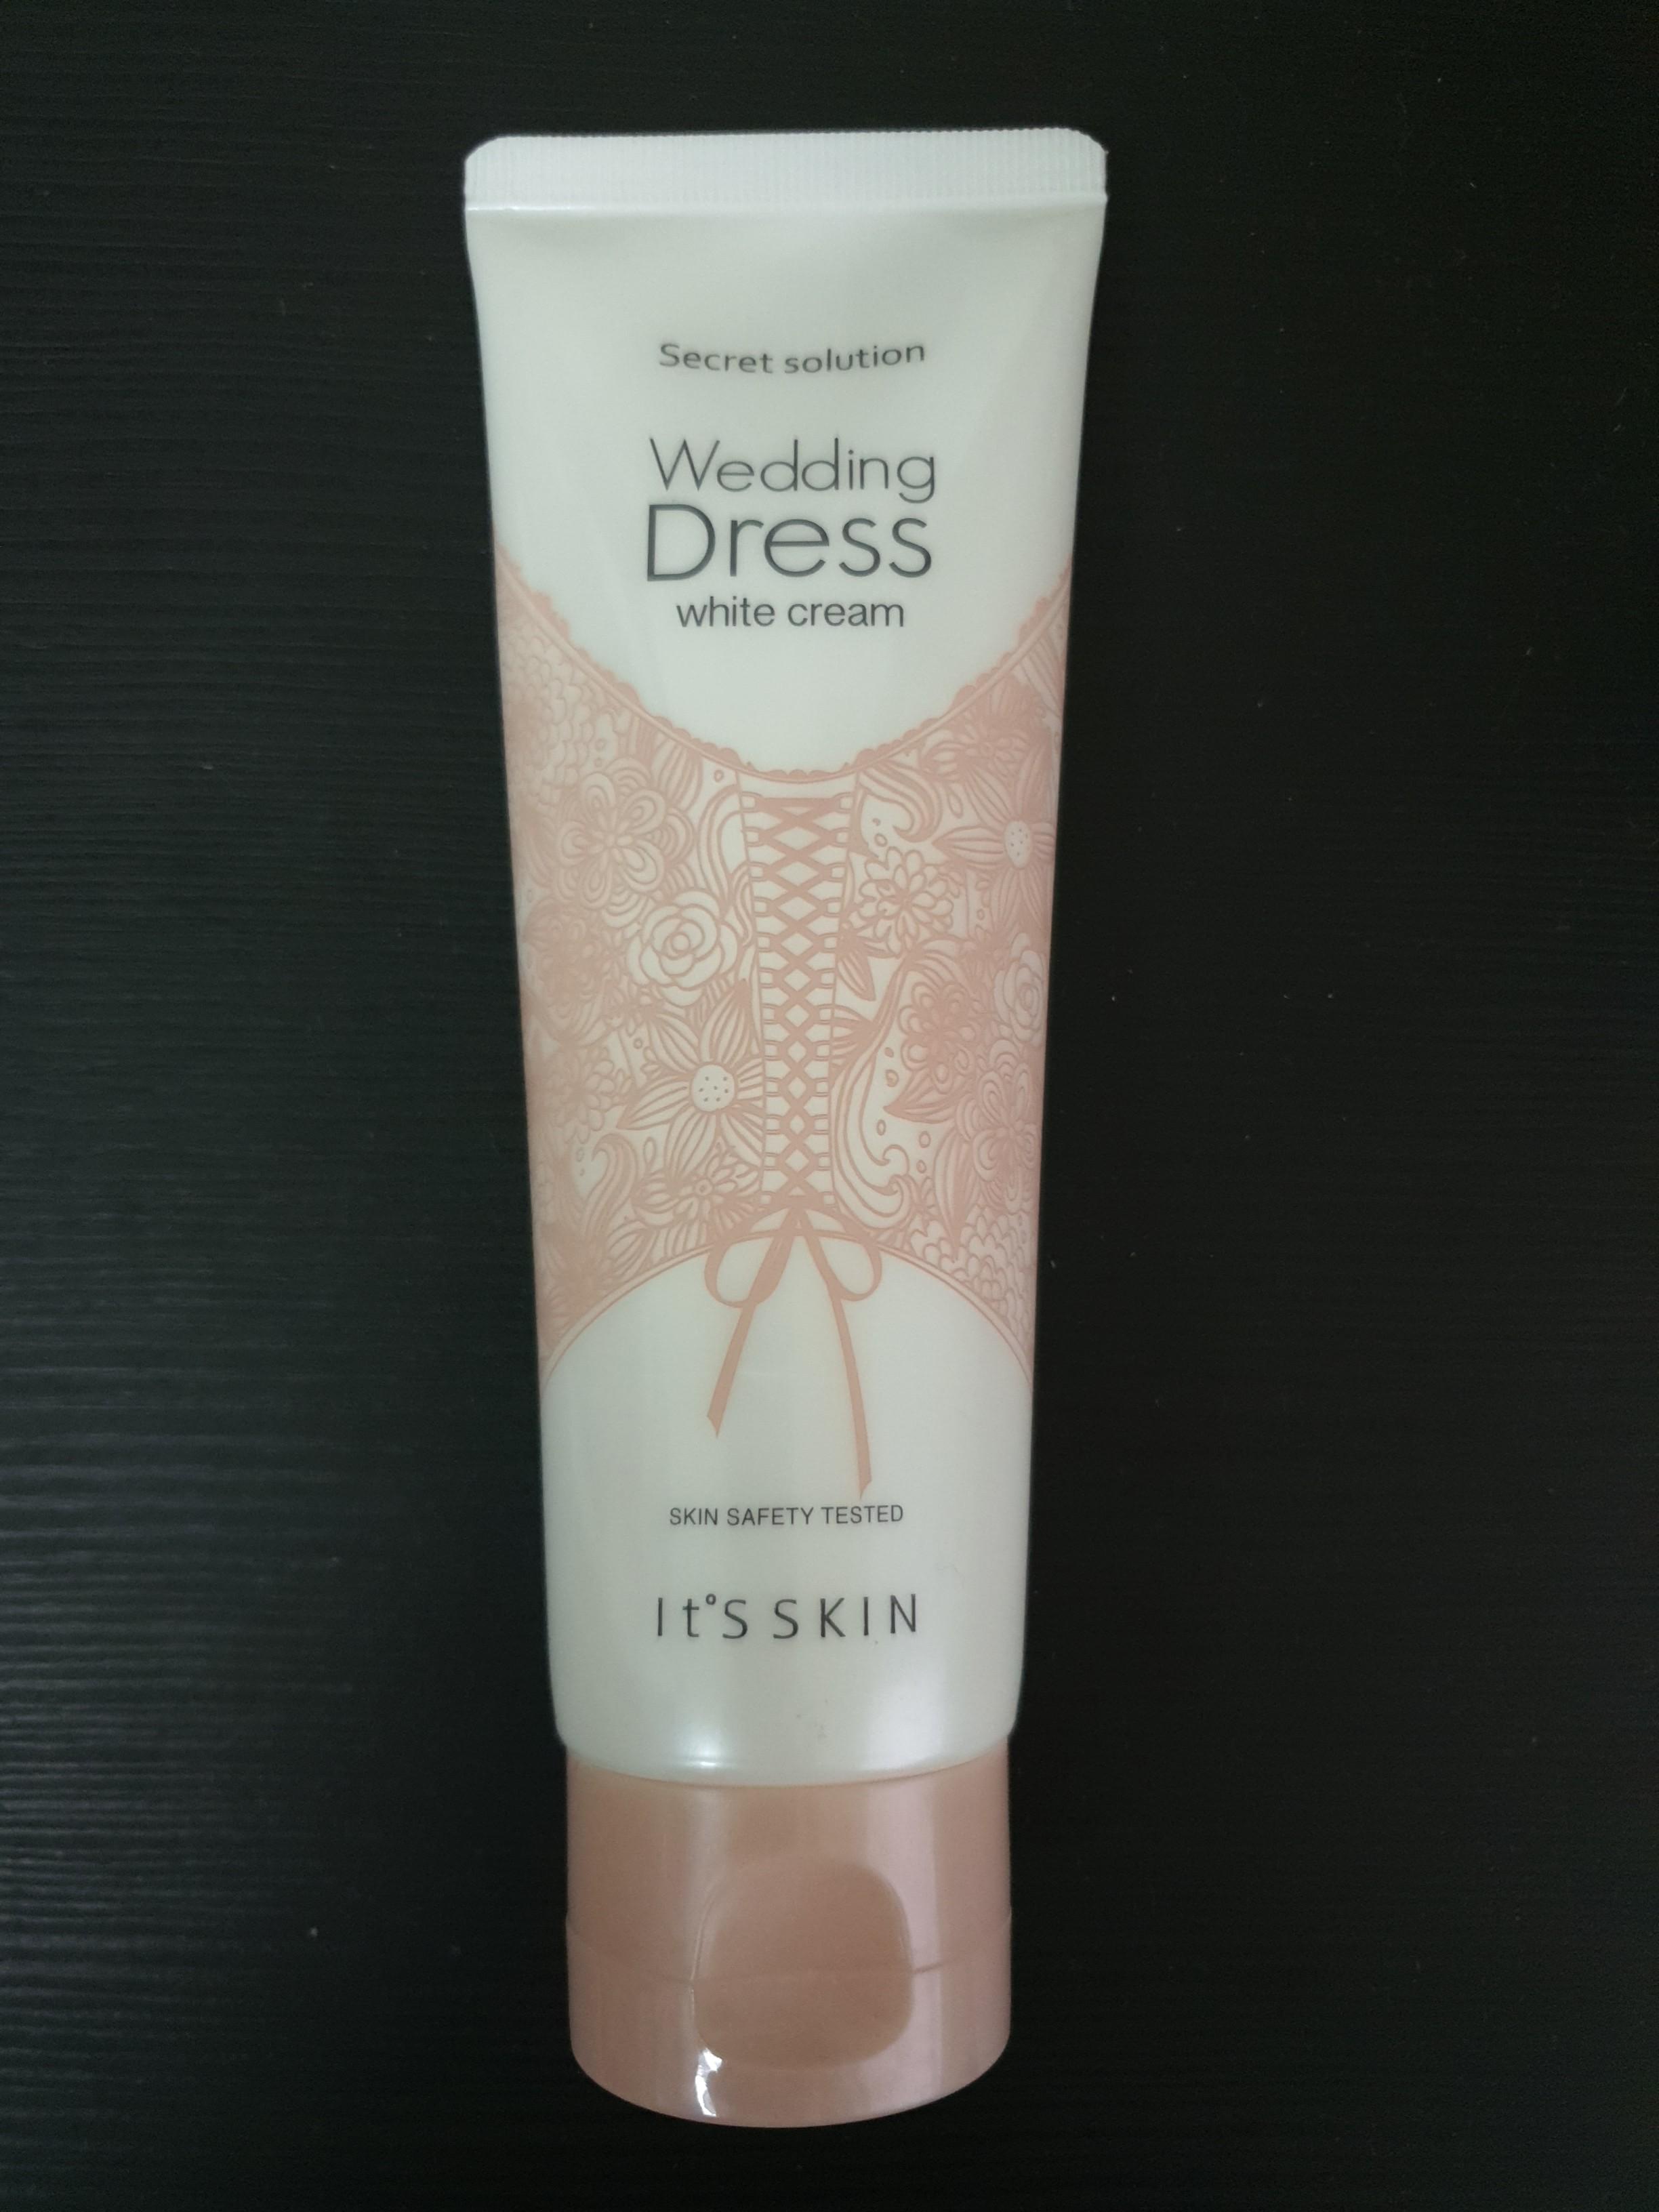 Secret solution
Wedding
Dress
white cream
SKIN SAFETY TESTED
It°S SKIN